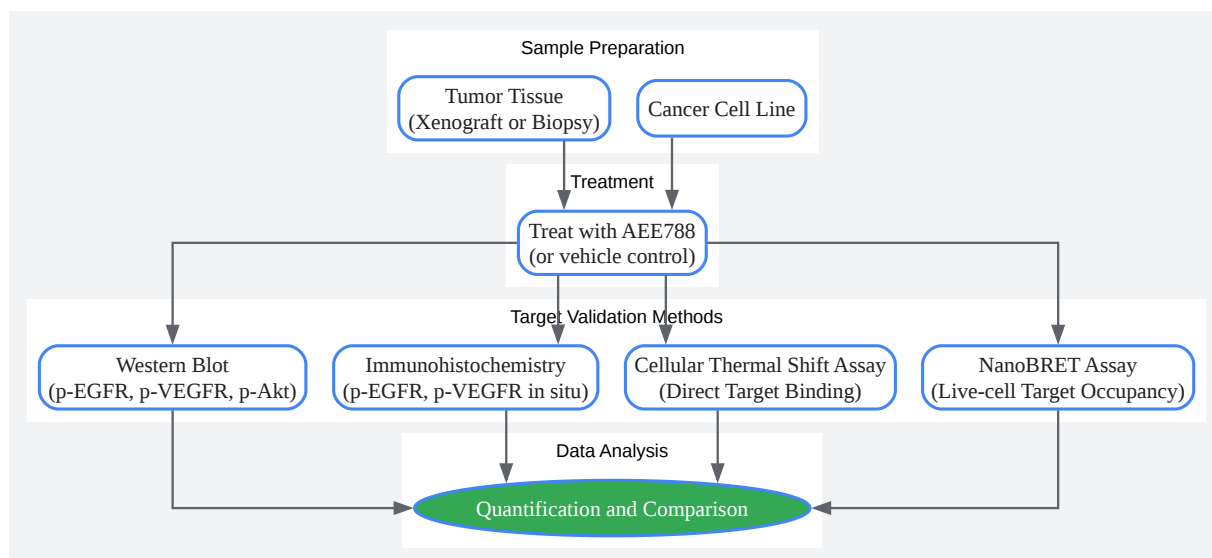 Sample Preparation
Tumor Tissue
(Xenograft or Biopsy)
Cancer Cell Line
Treatment
Treat with AEE788
(or vehicle control)
Target Validation Methods
Western Blot
(p-EGFR, p-VEGFR, p-Akt)
Immunohistochemistry
(p-EGFR, p-VEGFR in situ)
Cellular Thermal Shift Assay
(Direct Target Binding)
NanoBRET Assay
(Live-cell Target Occupancy)
Data Analysis
Quantification and Comparison